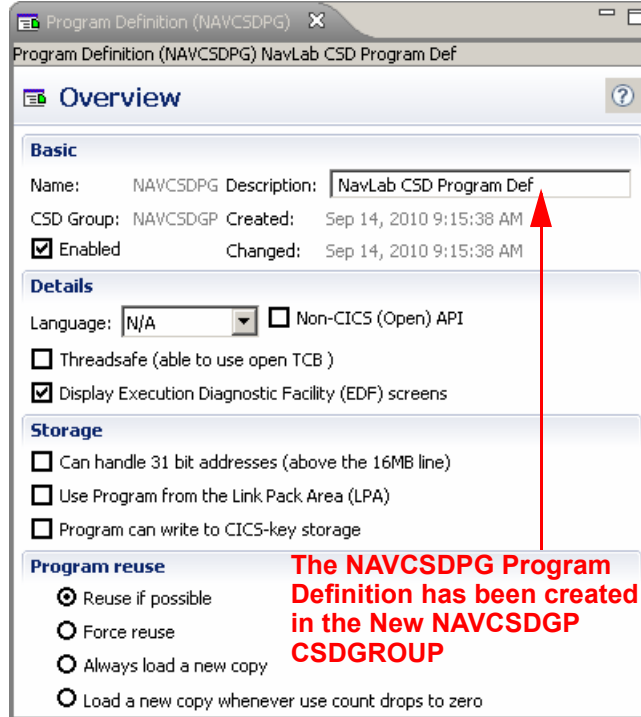 Program Definition (NAVCSDPG)
Program Definition (NAVCSDPG) NavLab CSD Program Def
Overview
Basic
Name: NAVCSDPG Description: NavLab CSD Program Def
CSD Group: NAVCSDGP Created: Sep 14, 2010 9:15:38 AM
Enabled Changed: Sep 14, 2010 9:15:38 AM
Details
Language: N/A Non-CICS (Open) API
Threadsafe (able to use open TCB )
Display Execution Diagnostic Facility (EDF) screens
Storage
Can handle 31 bit addresses (above the 16MB line)
Use Program from the Link Pack Area (LPA)
Program can write to CICS-key storage
Program reuse
Reuse if possible
Force reuse
Always load a new copy
Load a new copy whenever use count drops to zero
The NAVCSDPG Program
Definition has been created
in the New NAVCSDGP
CSDGROUP